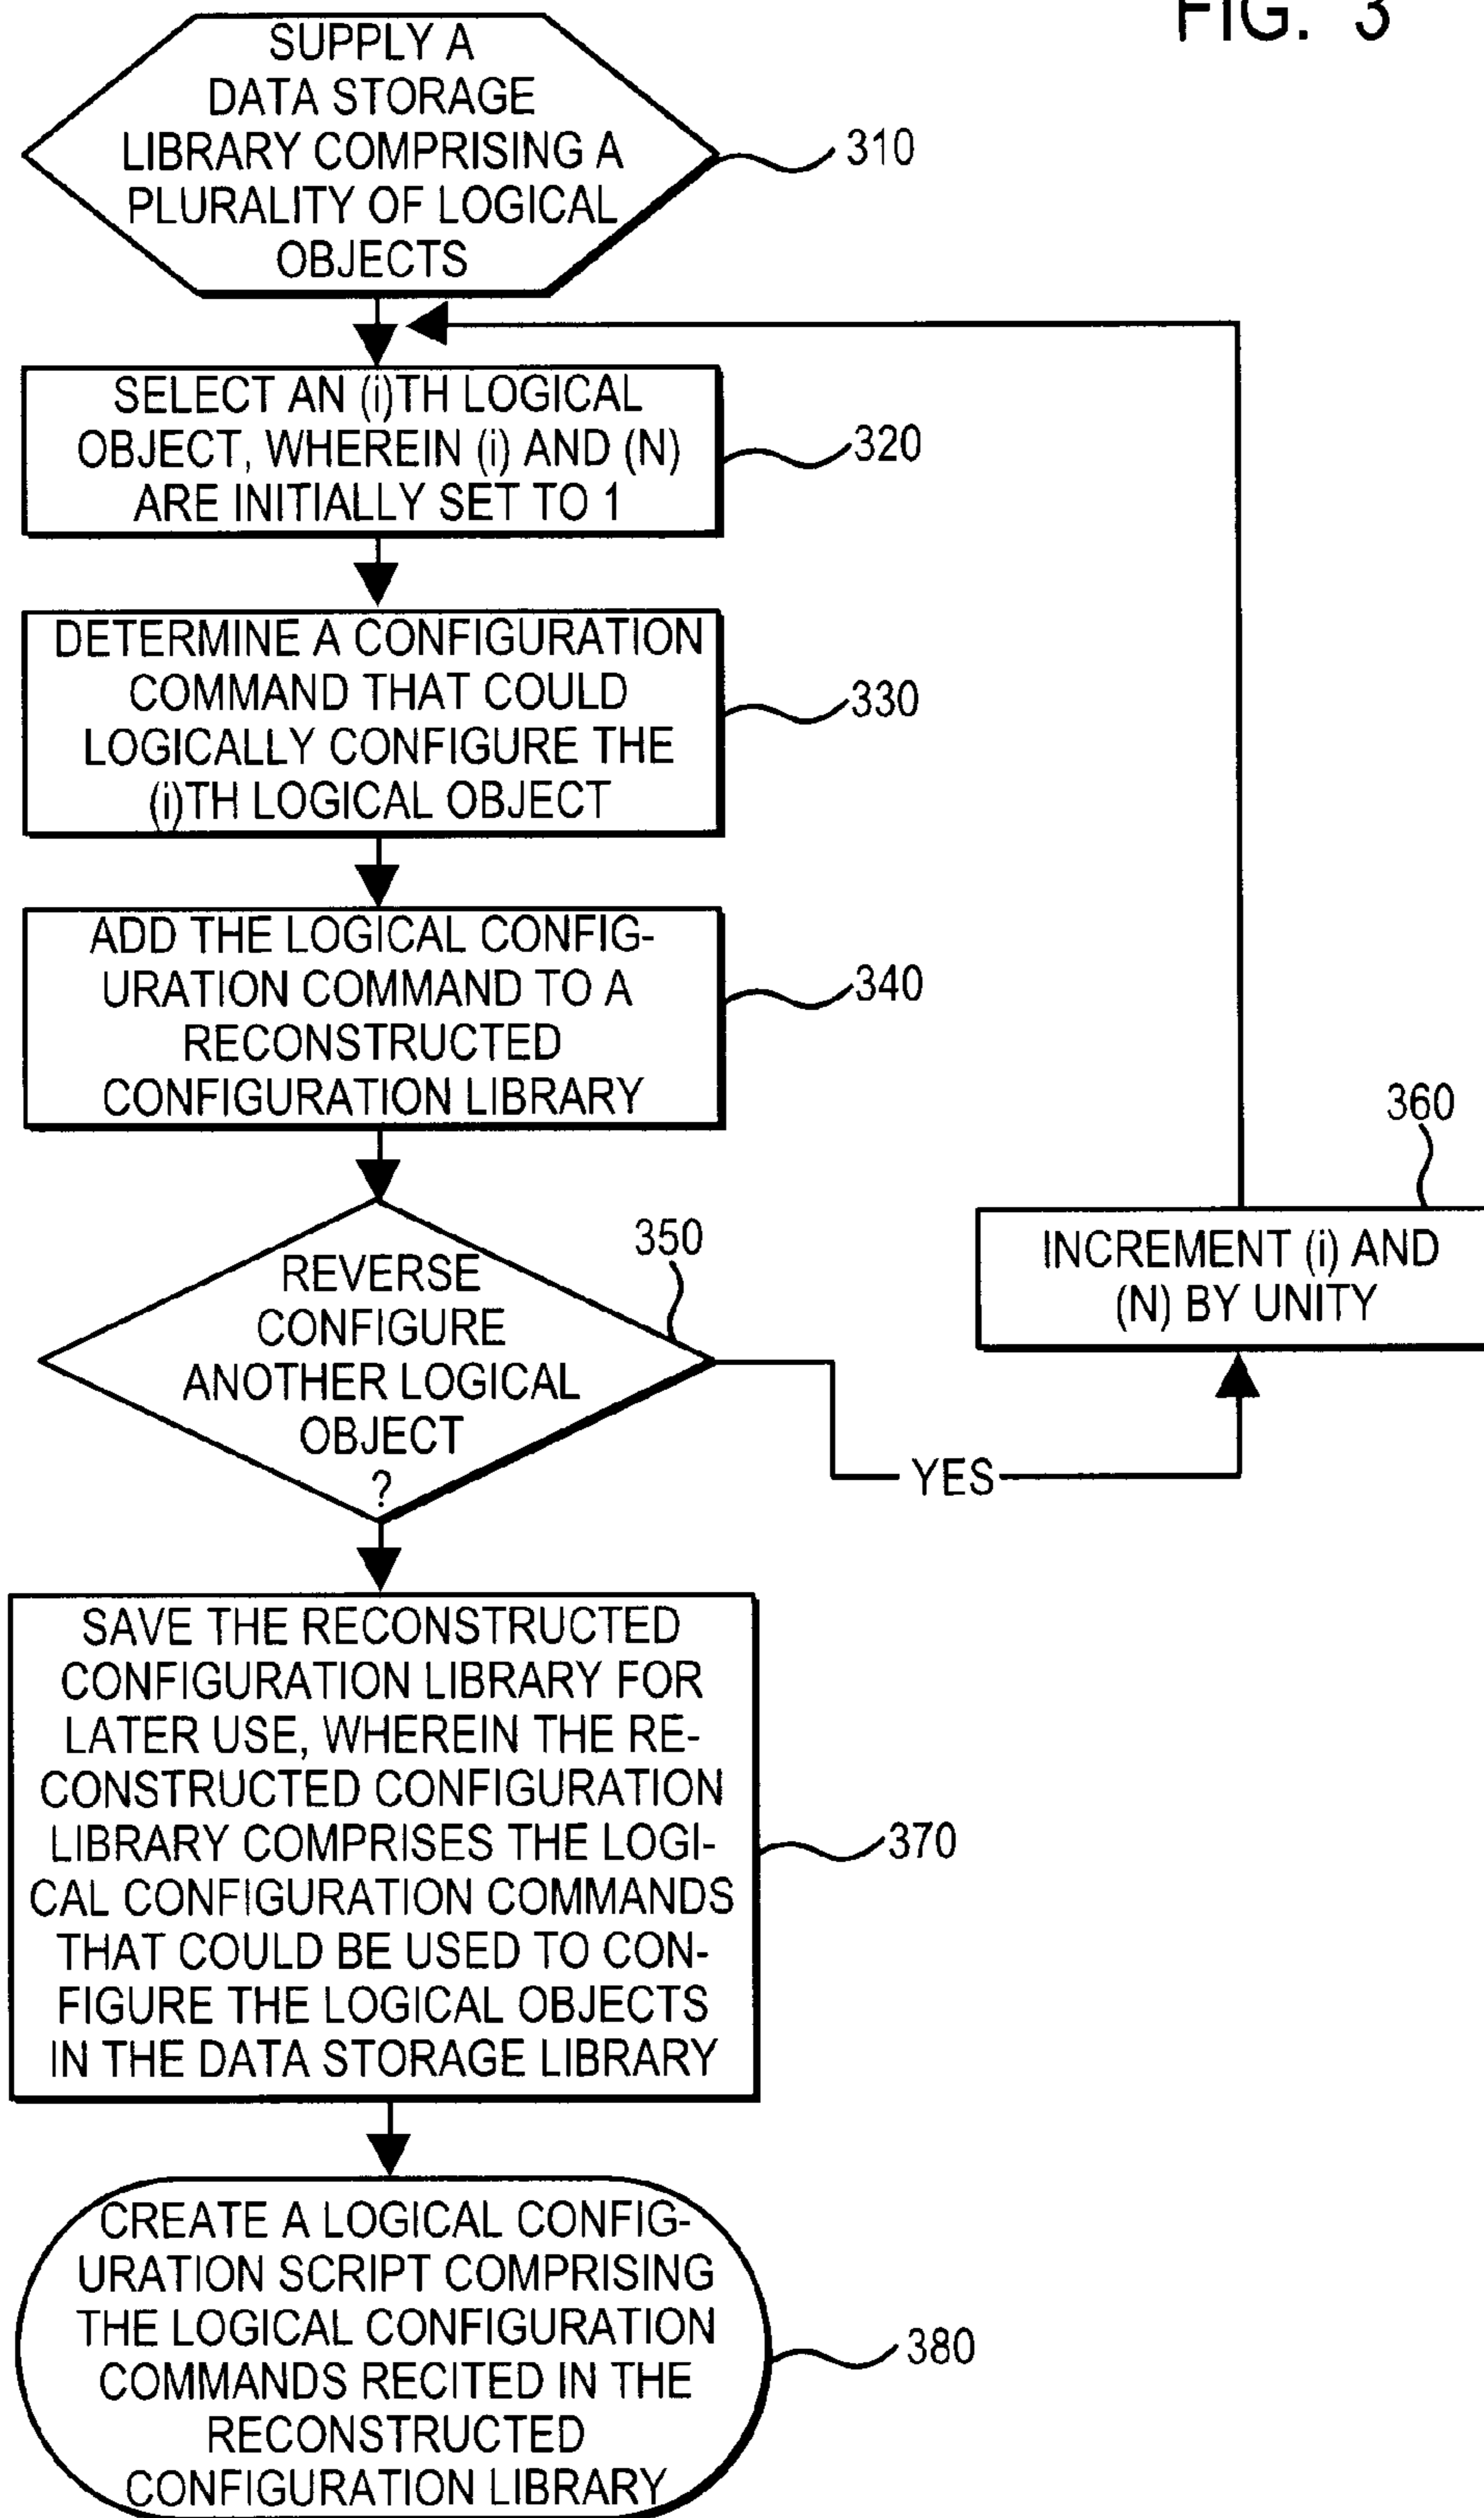 FIG. 3
SUPPLY A
DATA STORAGE
LIBRARY COMPRISING A
PLURALITY OF LOGICAL
OBJECTS
310
SELECT AN (i)TH LOGICAL
OBJECT, WHEREIN (i) AND (N)
ARE INITIALLY SET TO 1
320
DETERMINE A CONFIGURATION
COMMAND THAT COULD
LOGICALLY CONFIGURE THE
(i)TH LOGICAL OBJECT
330
ADD THE LOGICAL CONFIG-
URATION COMMAND TO A
RECONSTRUCTED
CONFIGURATION LIBRARY
340
REVERSE
CONFIGURE
ANOTHER LOGICAL
OBJECT
?
350
YES
360
INCREMENT (i) AND
(N) BY UNITY
SAVE THE RECONSTRUCTED
CONFIGURATION LIBRARY FOR
LATER USE, WHEREIN THE RE-
CONSTRUCTED CONFIGURATION
LIBRARY COMPRISES THE LOGI-
CAL CONFIGURATION COMMANDS
THAT COULD BE USED TO CON-
FIGURE THE LOGICAL OBJECTS
IN THE DATA STORAGE LIBRARY
370
CREATE A LOGICAL CONFIG-
URATION SCRIPT COMPRISING
THE LOGICAL CONFIGURATION
COMMANDS RECITED IN THE
RECONSTRUCTED
CONFIGURATION LIBRARY
380